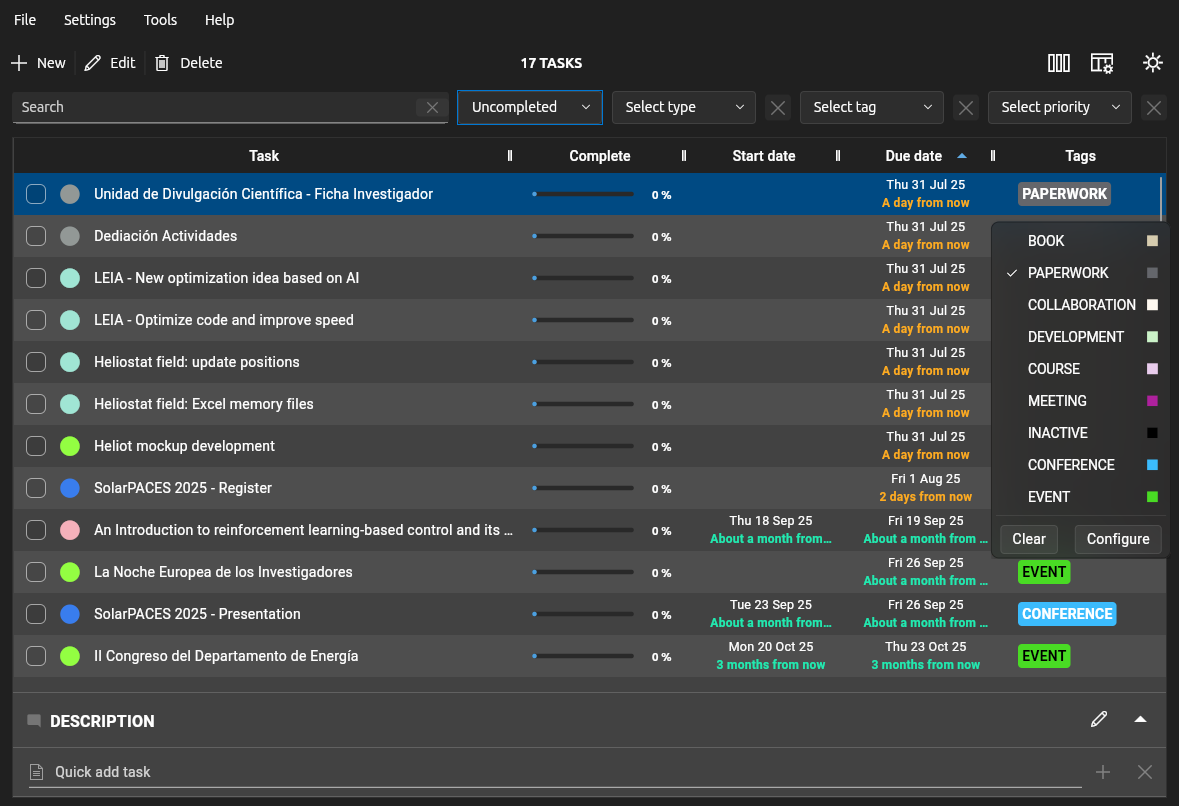 File Settings Tools Help
New Edit Delete 17 TASKS
Search Uncompleted Select type Select tag Select priority
Task Complete Start date Due date Tags
Unidad de Divulgación Científica - Ficha Investigador 0 % Thu 31 Jul 25 PAPERWORK
A day from now
Dediación Actividades 0 % Thu 31 Jul 25
A day from now
LEIA - New optimization idea based on AI 0 % Thu 31 Jul 25
A day from now
LEIA - Optimize code and improve speed 0 % Thu 31 Jul 25
A day from now
Heliostat field: update positions 0 % Thu 31 Jul 25
A day from now
Heliostat field: Excel memory files 0 % Thu 31 Jul 25
A day from now
Heliot mockup development 0 % Thu 31 Jul 25
A day from now
SolarPACES 2025 - Register 0 % Fri 1 Aug 25
2 days from now
An Introduction to reinforcement learning-based control and its ... 0 % Thu 18 Sep 25 Fri 19 Sep 25
About a month from... About a month from ...
La Noche Europea de los Investigadores 0 % Fri 26 Sep 25 EVENT
About a month from ...
SolarPACES 2025 - Presentation 0 % Tue 23 Sep 25 Fri 26 Sep 25 CONFERENCE
About a month from... About a month from ...
II Congreso del Departamento de Energía 0 % Mon 20 Oct 25 Thu 23 Oct 25 EVENT
3 months from now 3 months from now
BOOK
PAPERWORK
COLLABORATION
DEVELOPMENT
COURSE
MEETING
INACTIVE
CONFERENCE
EVENT
Clear Configure
DESCRIPTION
Quick add task